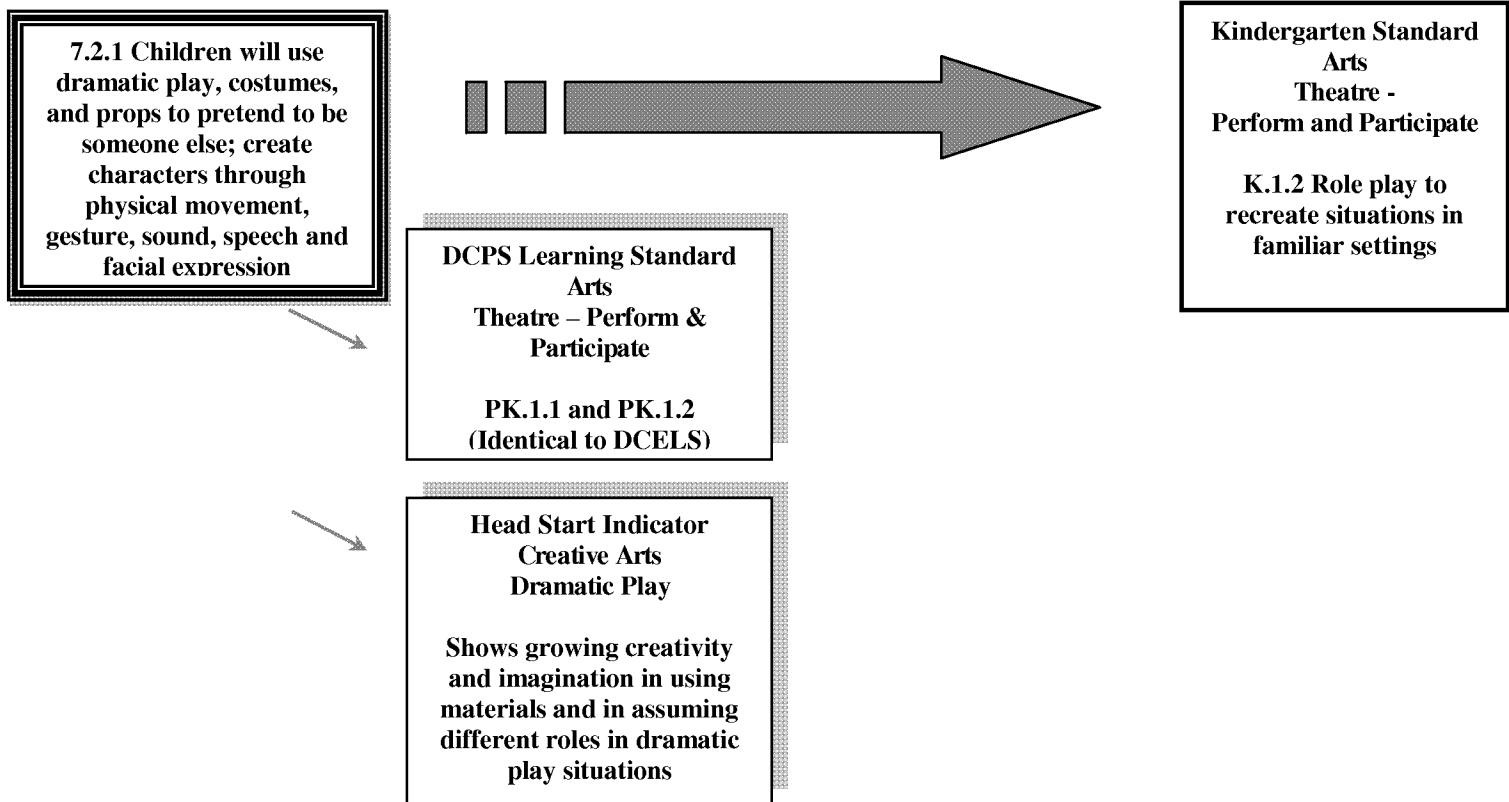 7.2.1 Children will use
dramatic play, costumes,
and props to pretend to be
someone else; create
characters through
physical movement,
gesture, sound, speech and
facial expression
Kindergarten Standard
Arts
Theatre -
Perform and Participate
K.1.2 Role play to
recreate situations in
familiar settings
DCPS Learning Standard
Arts
Theatre – Perform &
Participate
PK.1.1 and PK.1.2
(Identical to DCELS)
Head Start Indicator
Creative Arts
Dramatic Play
Shows growing creativity
and imagination in using
materials and in assuming
different roles in dramatic
play situations